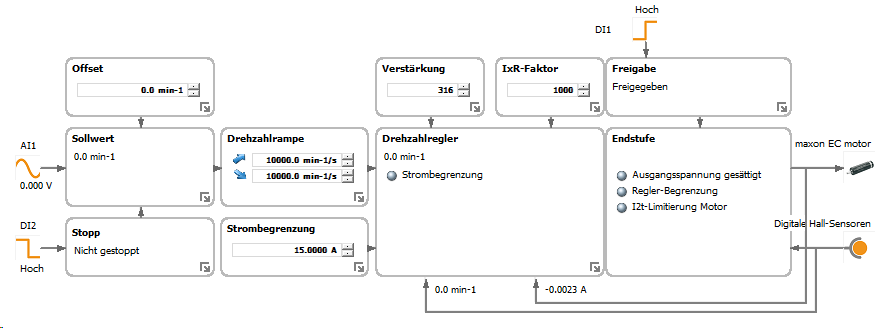 Hoch
DI1
Offset
0.0 min-1
Verstärkung
316
IxR-Faktor
1000
Freigabe
Freigegeben
AI1
0.000 V
Sollwert
0.0 min-1
Drehzahlrampe
10000.0 min-1/s
10000.0 min-1/s
Drehzahlregler
0.0 min-1
Strombegrenzung
Endstufe
Ausgangsspannung gesättigt
Regler-Begrenzung
I2t-Limitierung Motor
maxon EC motor
DI2
Hoch
Stopp
Nicht gestoppt
Strombegrenzung
15.0000 A
Digitale Hall-Sensoren
0.0 min-1
-0.0023 A